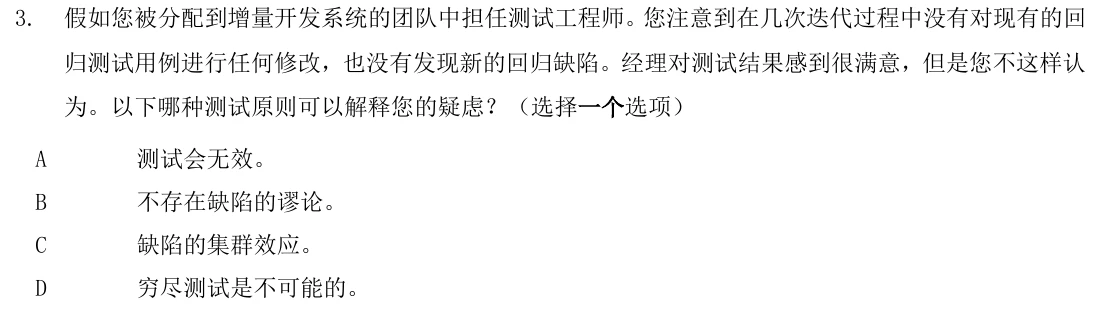 3. 假如您被分配到增量开发系统的团队中担任测试工程师。您注意到在几次迭代过程中没有对现有的回
归测试用例进行任何修改，也没有发现新的回归缺陷。经理对测试结果感到很满意，但是您不这样认
为。以下哪种测试原则可以解释您的疑虑？（选择一个选项）
A 测试会无效。
B 不存在缺陷的谬论。
C 缺陷的集群效应。
D 穷尽测试是不可能的。